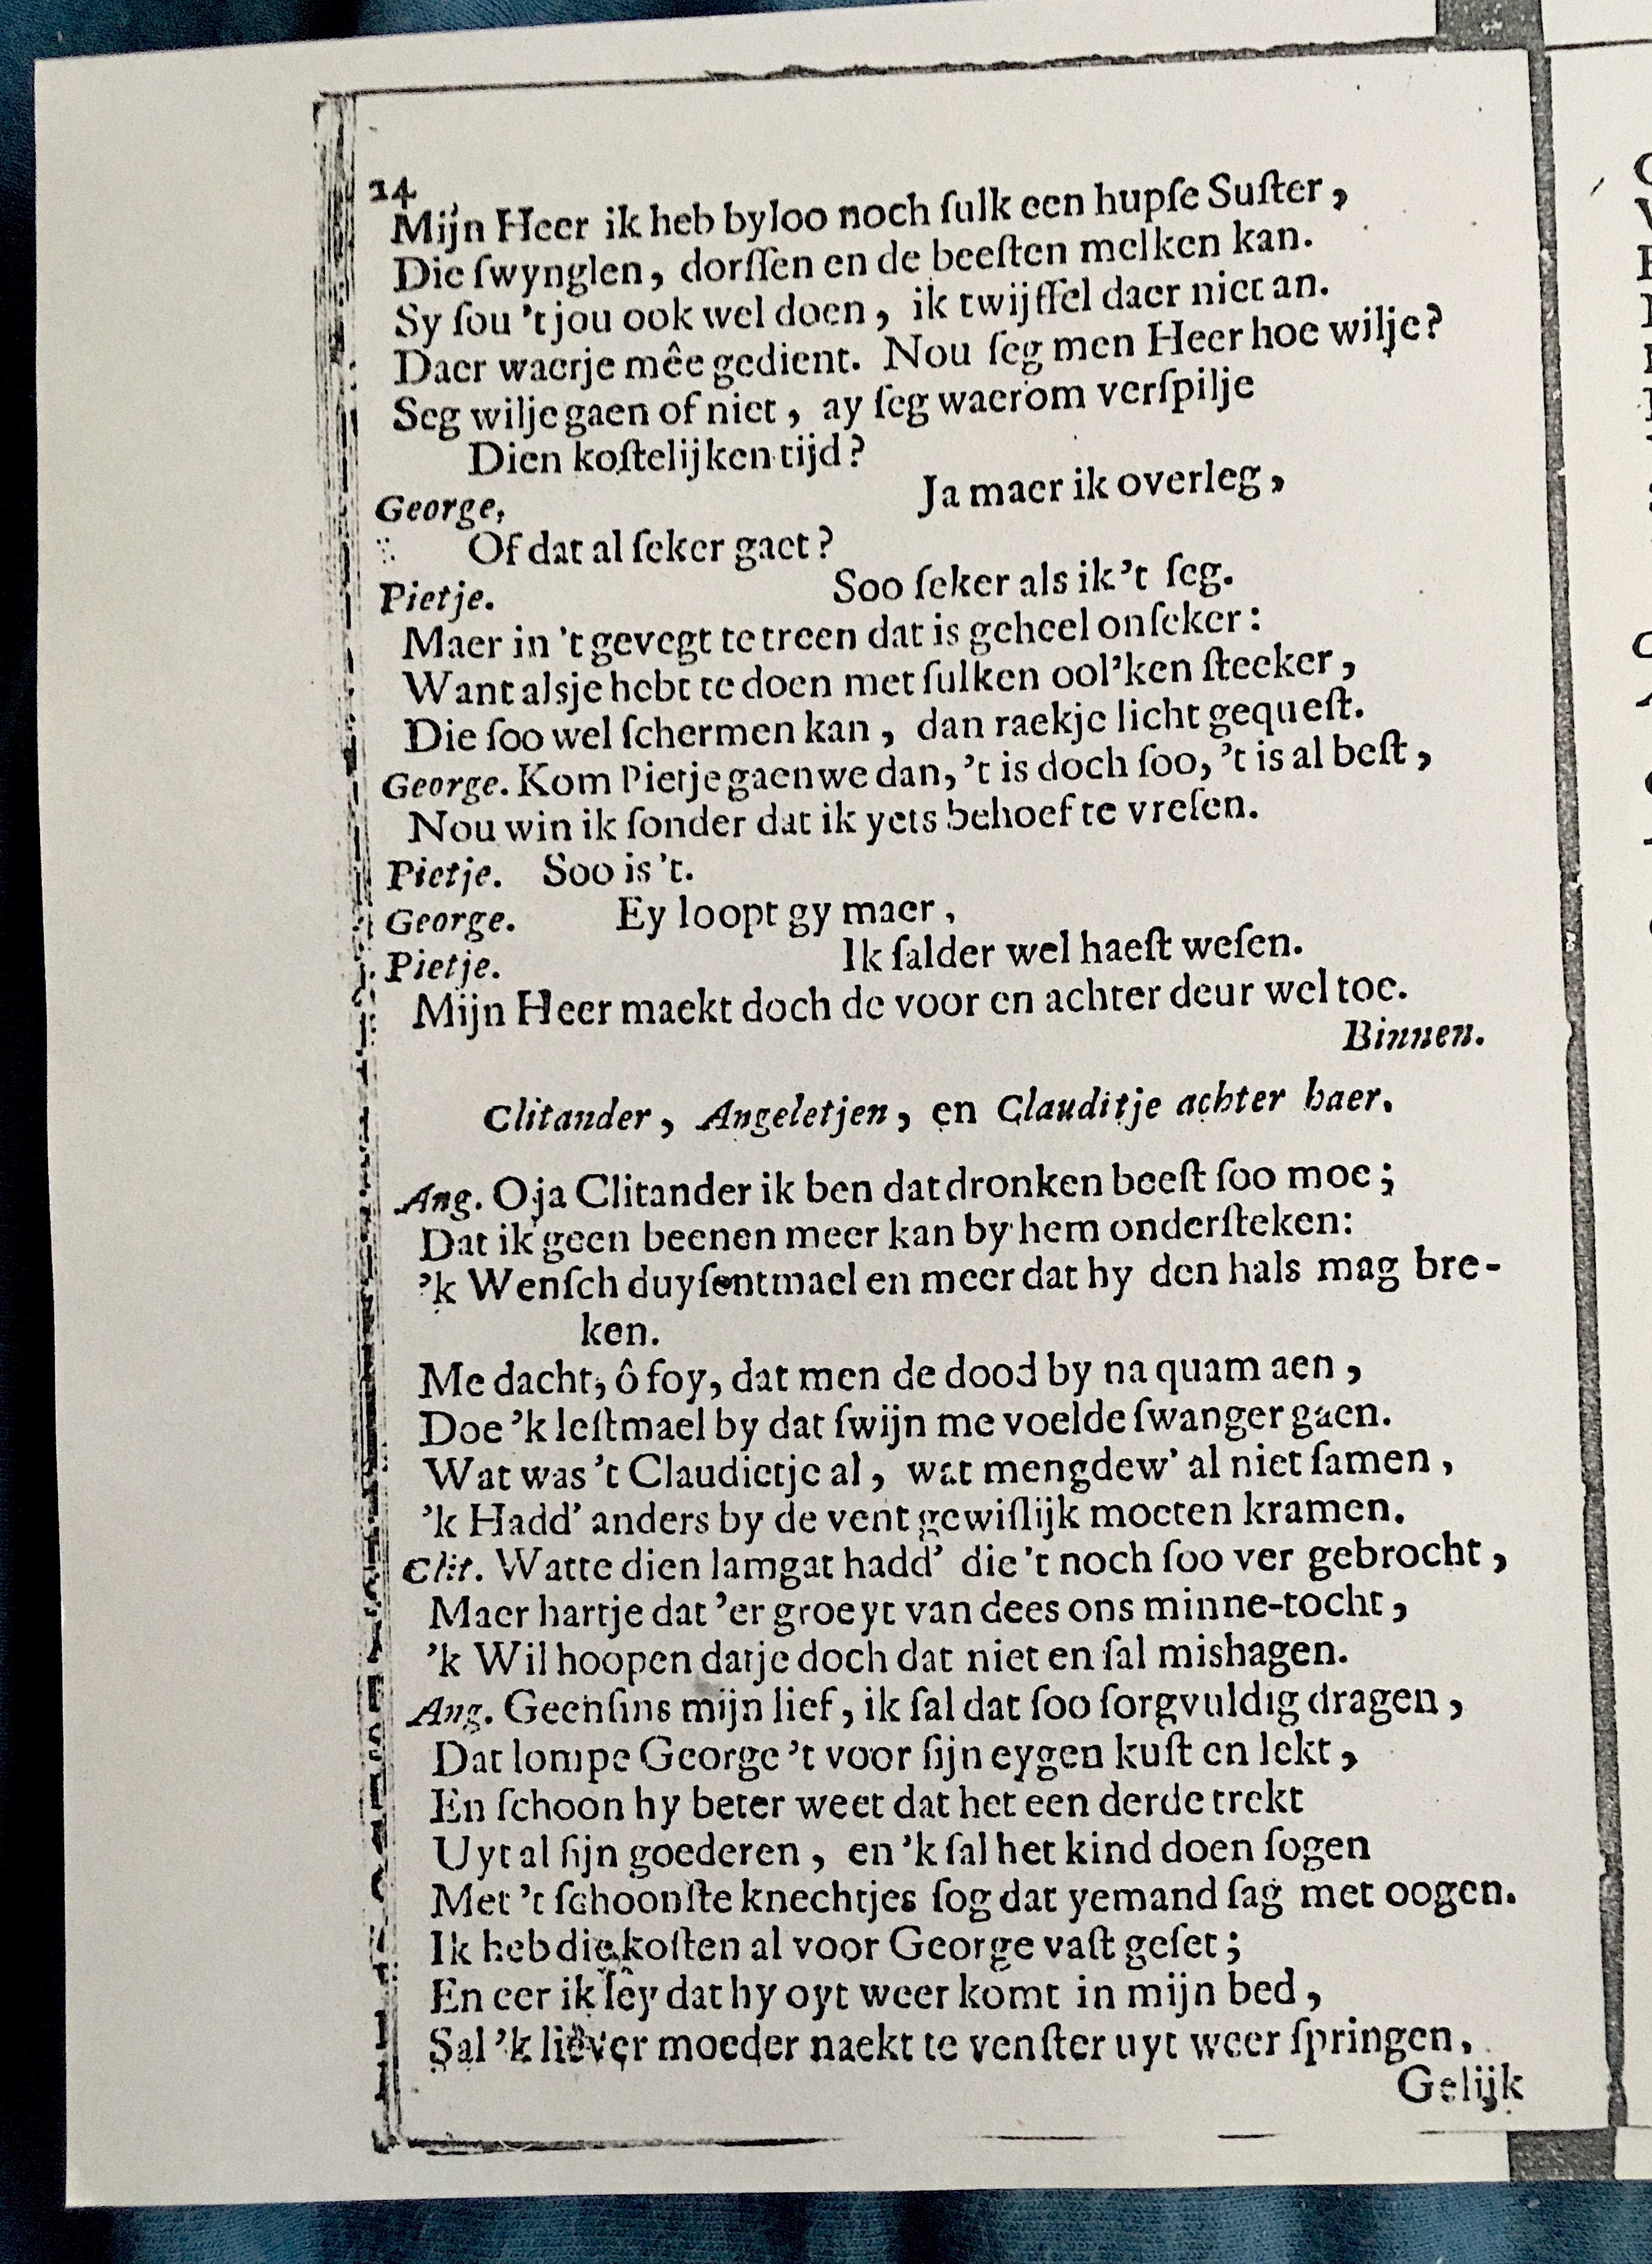 24
Mijn Heer ik heb byloo noch ſulk een hupſe Suſter,
Die ſwynglen, dorſſen en de beeſten melken kan.
Sy ſou 't jou ook wel doen, ik twijffel daer niet an.
Daer waerje mêe gedient. Nou ſeg men Heer hoe wilje?
Seg wilje gaen of niet, ay ſeg waerom verſpilje
Dien koſtelijken tijd?
George, Ja maer ik overleg,
Of dat al ſeker gaet?
Pietje. Soo ſeker als ik 't ſeg.
Maer in 't gevegt te treen dat is geheel onſeker:
Want alsje hebt te doen met ſulken ool'ken ſteeker,
Die ſoo wel ſchermen kan, dan raekje licht gequeſt.
George. Kom Pietje gaenwe dan, 't is doch ſoo, 't is al beſt,
Nou win ik ſonder dat ik yets behoef te vreſen.
Pietje. Soo is 't.
George. Ey loopt gy maer,
Pietje. Ik ſalder wel haeſt weſen.
Mijn Heer maekt doch de voor en achter deur wel toe.
Binnen.
Clitander, Angeletjen, en Clauditje achter haer.
Ang. O ja Clitander ik ben dat dronken beeſt ſoo moe;
Dat ik geen beenen meer kan by hem onderſteken:
'k Wenſch duyſentmael en meer dat hy den hals mag bre-
ken.
Me dacht, ô foy, dat men de dood by na quam aen,
Doe 'k leſtmael by dat ſwijn me voelde ſwanger gaen.
Wat was 't Claudietje al, wat mengdew' al niet ſamen,
'k Hadd' anders by de vent gewiſlijk moeten kramen.
Clit. Watte dien lamgat hadd' die 't noch ſoo ver gebrocht,
Maer hartje dat 'er groeyt van dees ons minne-tocht,
'k Wil hoopen datje doch dat niet en ſal mishagen.
Ang. Geenſins mijn lief, ik ſal dat ſoo ſorgvuldig dragen,
Dat lompe George 't voor ſijn eygen kuſt en lekt,
En ſchoon hy beter weet dat het een derde trekt
Uyt al ſijn goederen, en 'k ſal het kind doen ſogen
Met 't ſchoonſte knechtjes ſog dat yemand ſag met oogen.
Ik heb die koſten al voor George vaſt geſet;
En eer ik lêy dat hy oyt weer komt in mijn bed,
Sal 'k liever moeder naekt te venſter uyt weer ſpringen,
Gelijk